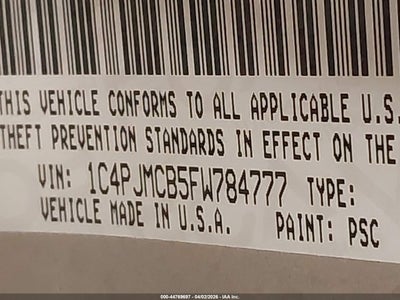 THIS VEHICLE CONFORMS TO ALL APPLICABLE U.S.
THEFT PREVENTION STANDARDS IN EFFECT ON THE
VIN: 1C4PJMCB5FW784777 TYPE:
VEHICLE MADE IN U.S.A. PAINT: PSC
000-44769697 - 04/02/2026 - IAA Inc.